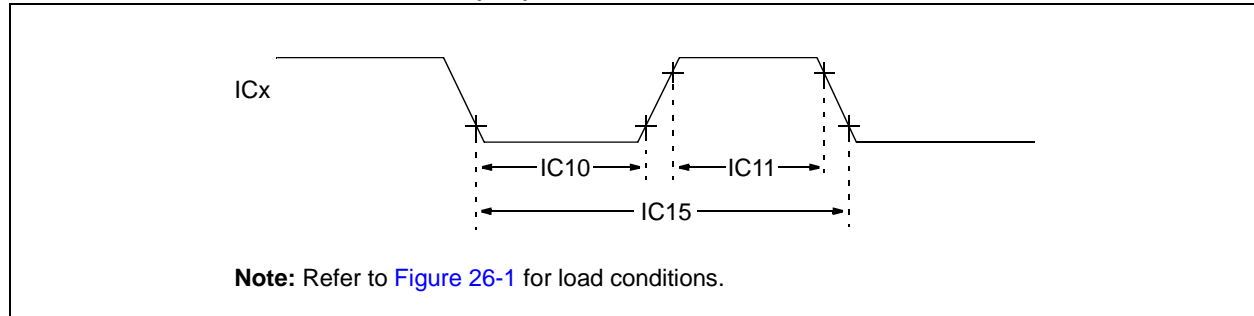 ICx
IC10
IC11
IC15
Note: Refer to Figure 26-1 for load conditions.